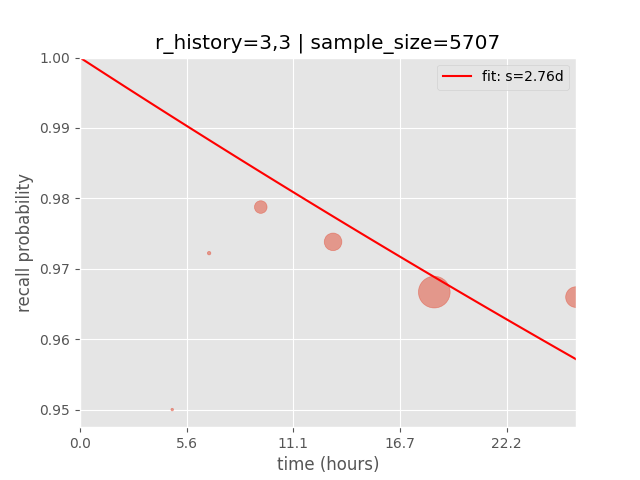 r_history=3,3 | sample_size=5707
fit: s=2.76d
1.00
0.99
0.98
0.97
0.96
0.95
recall probability
0.0
5.6
11.1
16.7
22.2
time (hours)